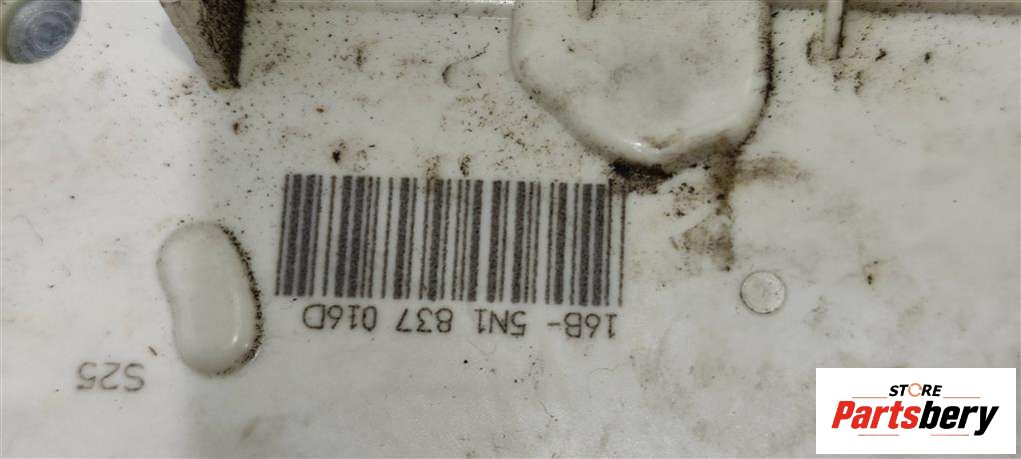 16B- 5N1 837 016D
S25
STORE
Partsbery